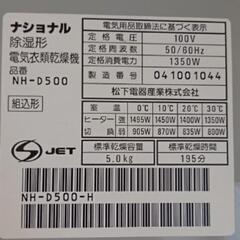 ナショナル
除湿形
電気衣類乾燥機
品番
NH-D500
組込形
JET
NH-D500-H
電気用品取締法に基づく表示
定格電圧 100V
定格周波数 50/60Hz
定格消費電力 1350W
製造番号 041001044
松下電器産業株式会社
室温 0℃ 10℃ 20℃ 30℃
ヒーター 強 1495W 1450W 1350W 1300W
切換 弱 905W 870W 835W 800W
標準乾燥容量 標準乾燥時間
5.0kg 195分